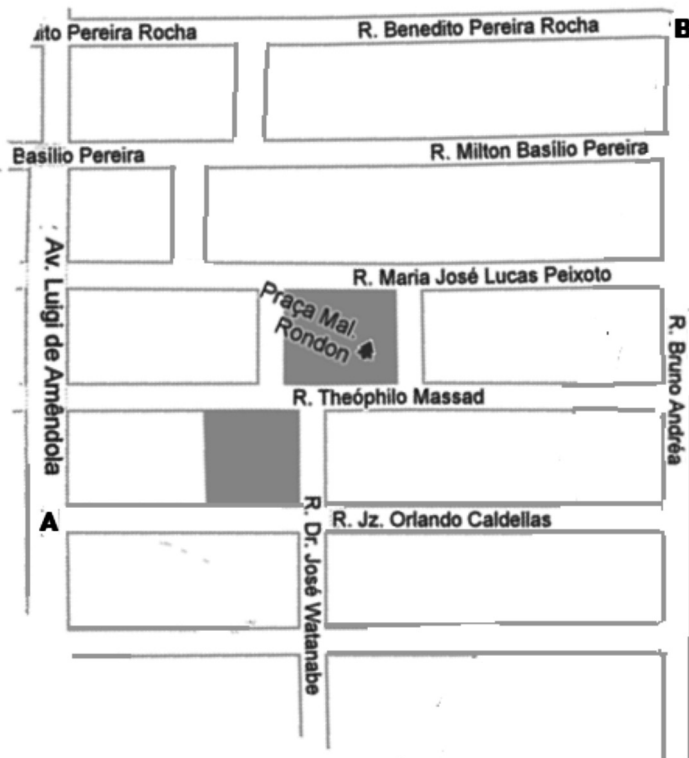 ito Pereira Rocha
R. Benedito Pereira Rocha
B
Basilio Pereira
R. Milton Basílio Pereira
Av. Luigi de Amêndola
R. Maria José Lucas Peixoto
Praça Mal.
Rondon
R. Bruno Andréa
R. Theóphilo Massad
A
R. Jz. Orlando Caldellas
R. Dr. José Watanabe